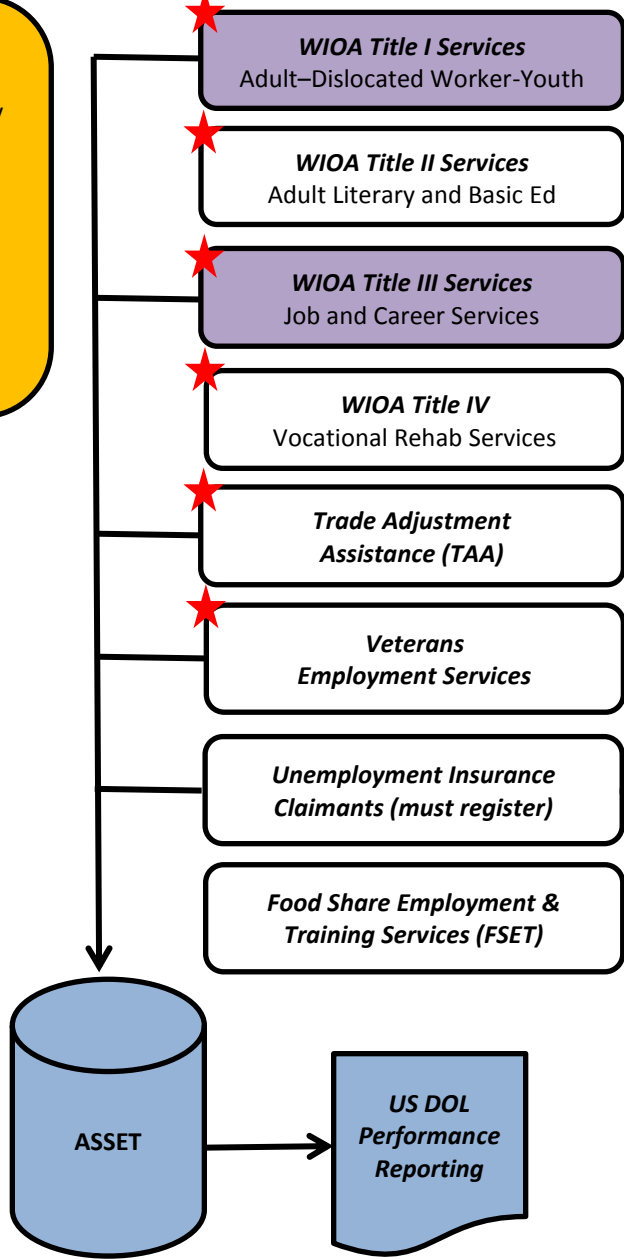 WIOA Title I Services
Adult–Dislocated Worker-Youth
WIOA Title II Services
Adult Literary and Basic Ed
WIOA Title III Services
Job and Career Services
WIOA Title IV
Vocational Rehab Services
Trade Adjustment
Assistance (TAA)
Veterans
Employment Services
Unemployment Insurance
Claimants (must register)
Food Share Employment &
Training Services (FSET)
ASSET
US DOL
Performance
Reporting